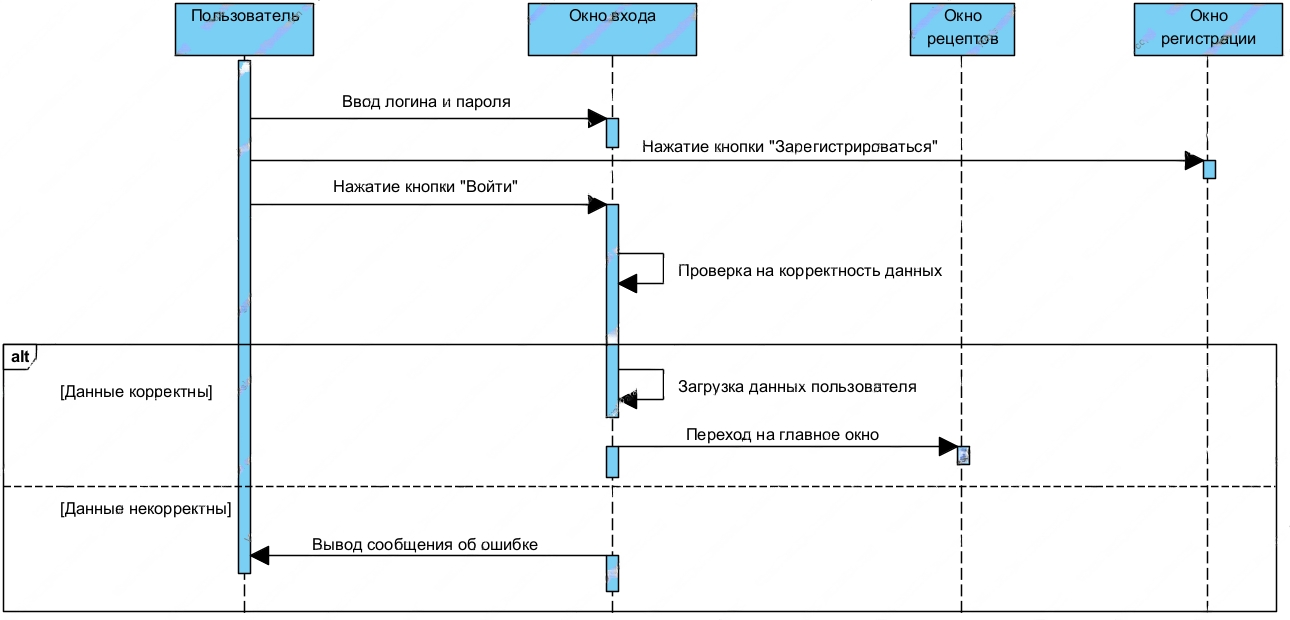 Пользователь
Окно входа
Окно
рецептов
Окно
регистрации
Ввод логина и пароля
Нажатие кнопки "Зарегистрироваться"
Нажатие кнопки "Войти"
Проверка на корректность данных
alt
[Данные корректны]
Загрузка данных пользователя
Переход на главное окно
[Данные некорректны]
Вывод сообщения об ошибке